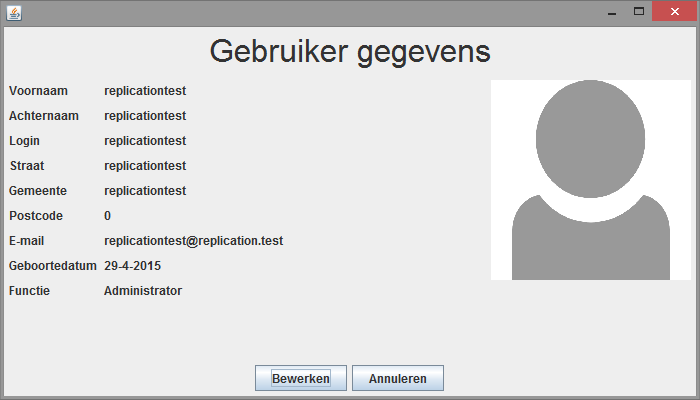 Gebruiker gegevens
Voornaam replicationtest
Achternaam replicationtest
Login replicationtest
Straat replicationtest
Gemeente replicationtest
Postcode 0
E-mail replicationtest@replication.test
Geboortedatum 29-4-2015
Functie Administrator
Bewerken Annuleren